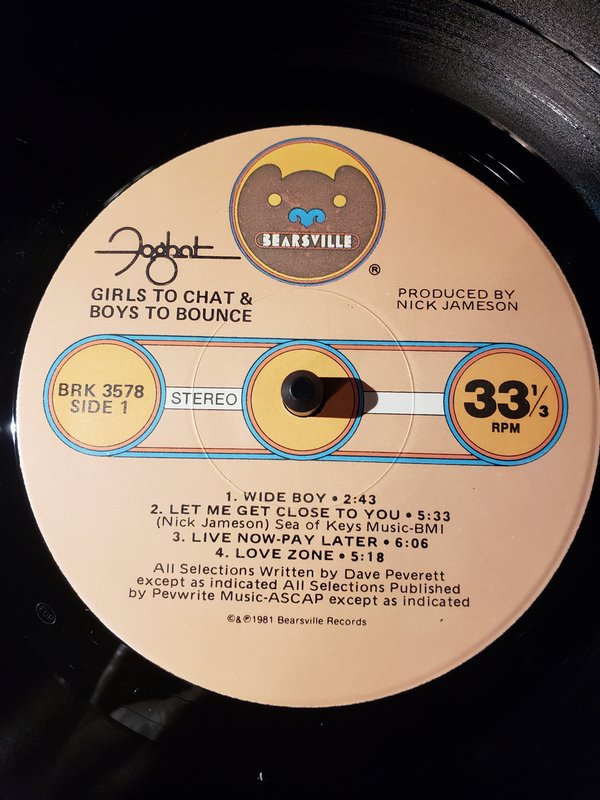 BEARSVILLE
®
Foghat
GIRLS TO CHAT &
BOYS TO BOUNCE
PRODUCED BY
NICK JAMESON
BRK 3578
SIDE 1
STEREO
33 1/3
RPM
1. WIDE BOY • 2:43
2. LET ME GET CLOSE TO YOU • 5:33
(Nick Jameson) Sea of Keys Music-BMI
3. LIVE NOW-PAY LATER • 6:06
4. LOVE ZONE • 5:18
All Selections Written by Dave Peverett
except as indicated All Selections Published
by Pevwrite Music-ASCAP except as indicated
©&℗1981 Bearsville Records